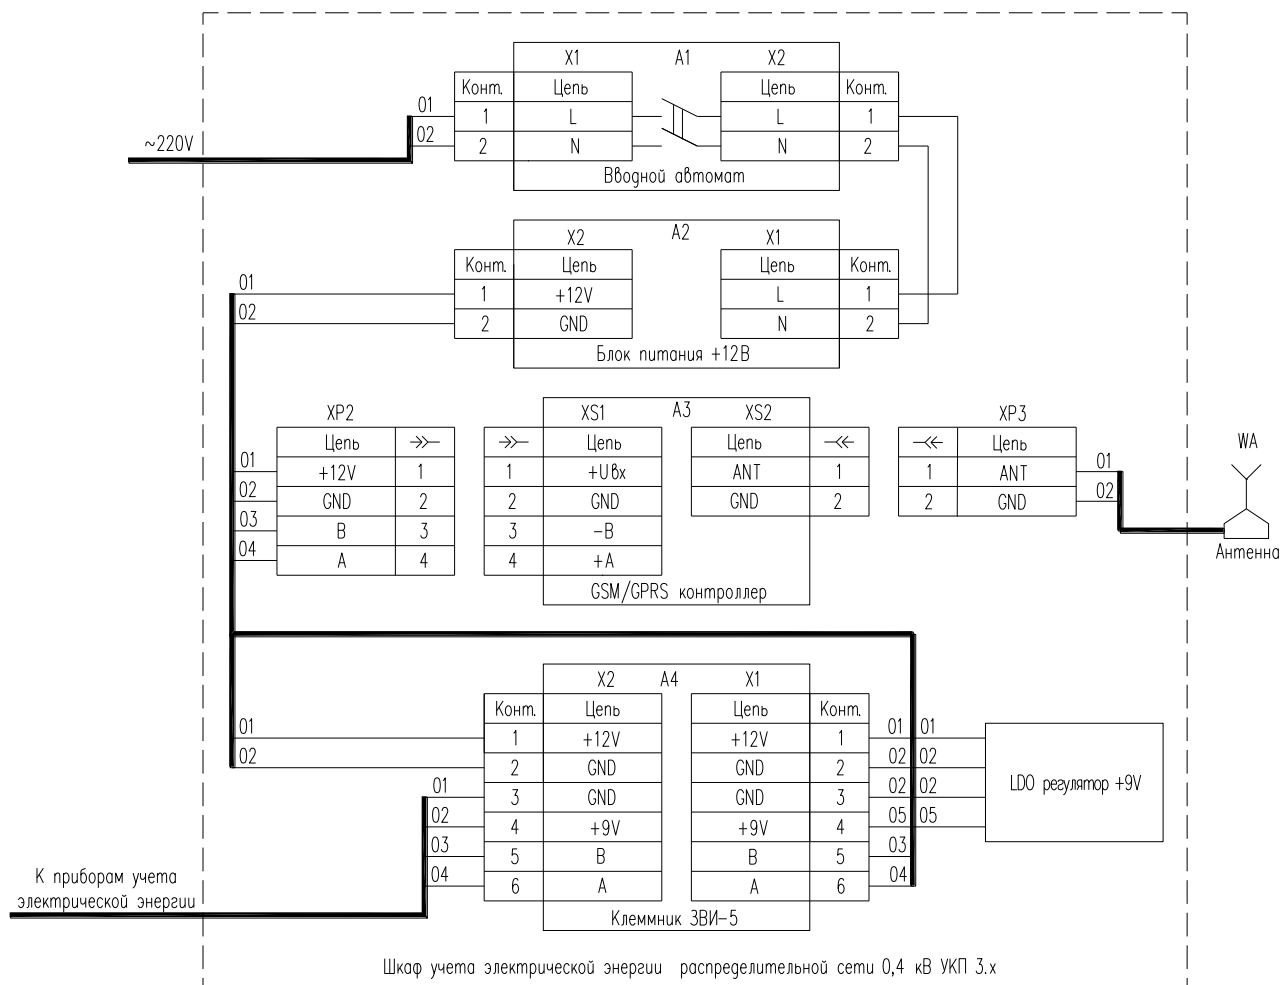 X1 A1 X2
Конт. Цепь Цепь Конт.
01 1 L L 1
02 2 N N 2
~220V
Вводной автомат
X2 A2 X1
Конт. Цепь Цепь Конт.
01 1 +12V L 1
02 2 GND N 2
Блок питания +12В
XP2 XS1 A3 XS2 XP3
Цепь Цепь Цепь Цепь
01 +12V 1 1 +Uвх ANT 1 1 ANT 01
02 GND 2 2 GND GND 2 2 GND 02
03 B 3 3 -B
04 A 4 4 +A
GSM/GPRS контроллер
WA
Антенна
X2 A4 X1
Конт. Цепь Цепь Конт.
01 1 +12V +12V 1 01 01
02 2 GND GND 2 02 02
01 3 GND GND 3 02 02
02 4 +9V +9V 4 05 05
03 5 B B 5 03
04 6 A A 6 04
Клеммник ЗВИ-5
LDO регулятор +9V
К приборам учета
электрической энергии
Шкаф учета электрической энергии распределительной сети 0,4 кВ УКП 3.x